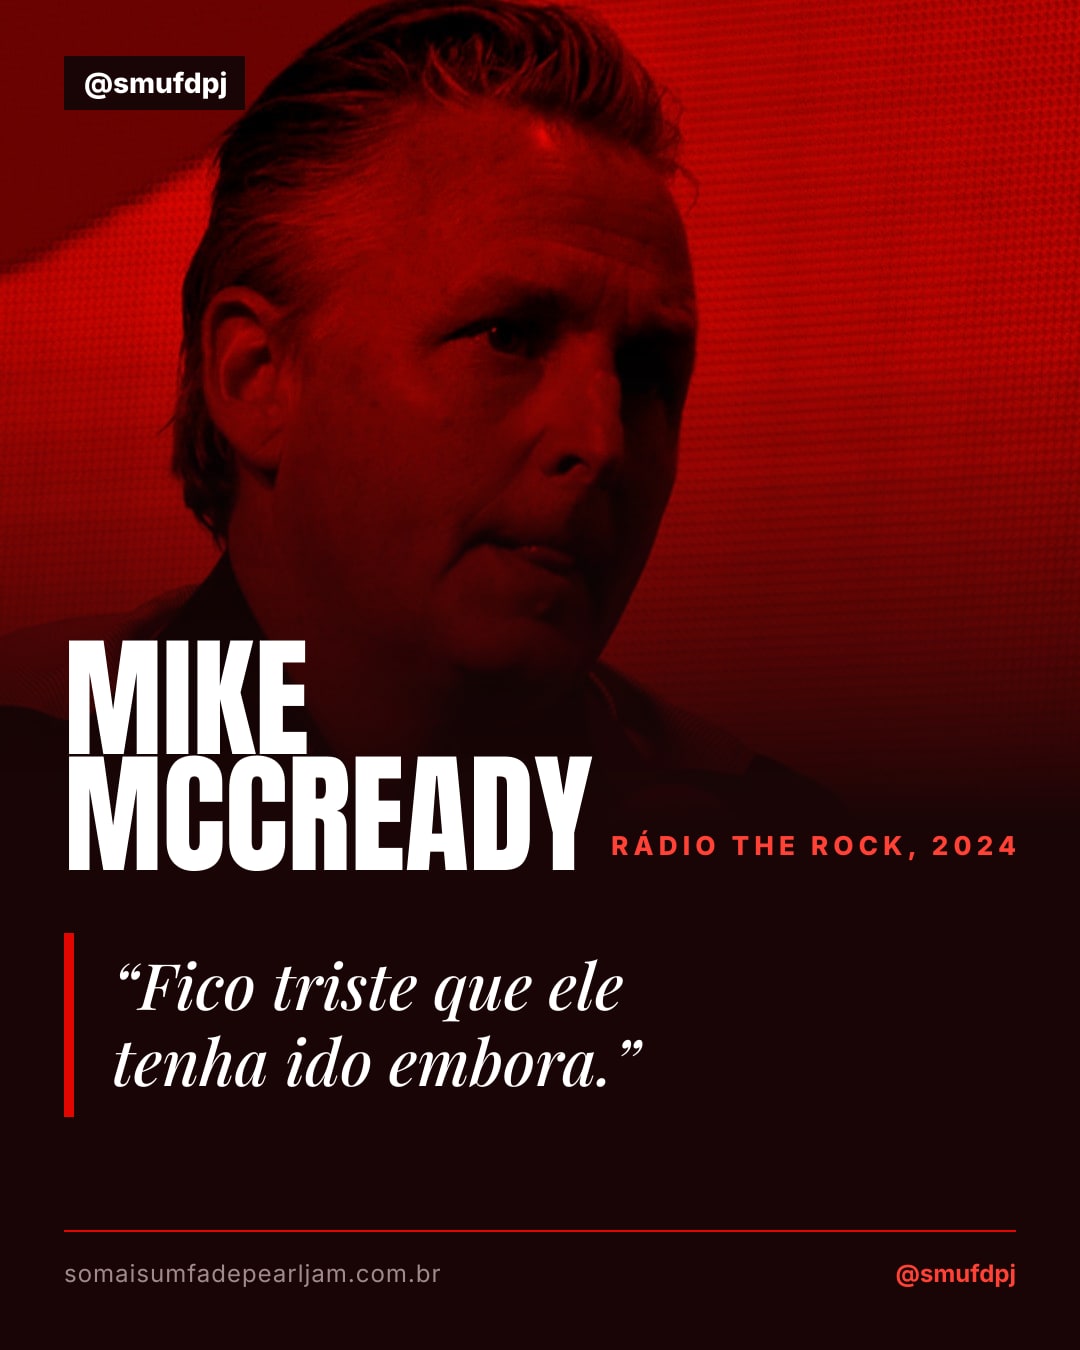 @smufdpj
MIKE
MCCREADY
RÁDIO THE ROCK, 2024
“Fico triste que ele
tenha ido embora.”
somaisumfadepearljam.com.br
@smufdpj